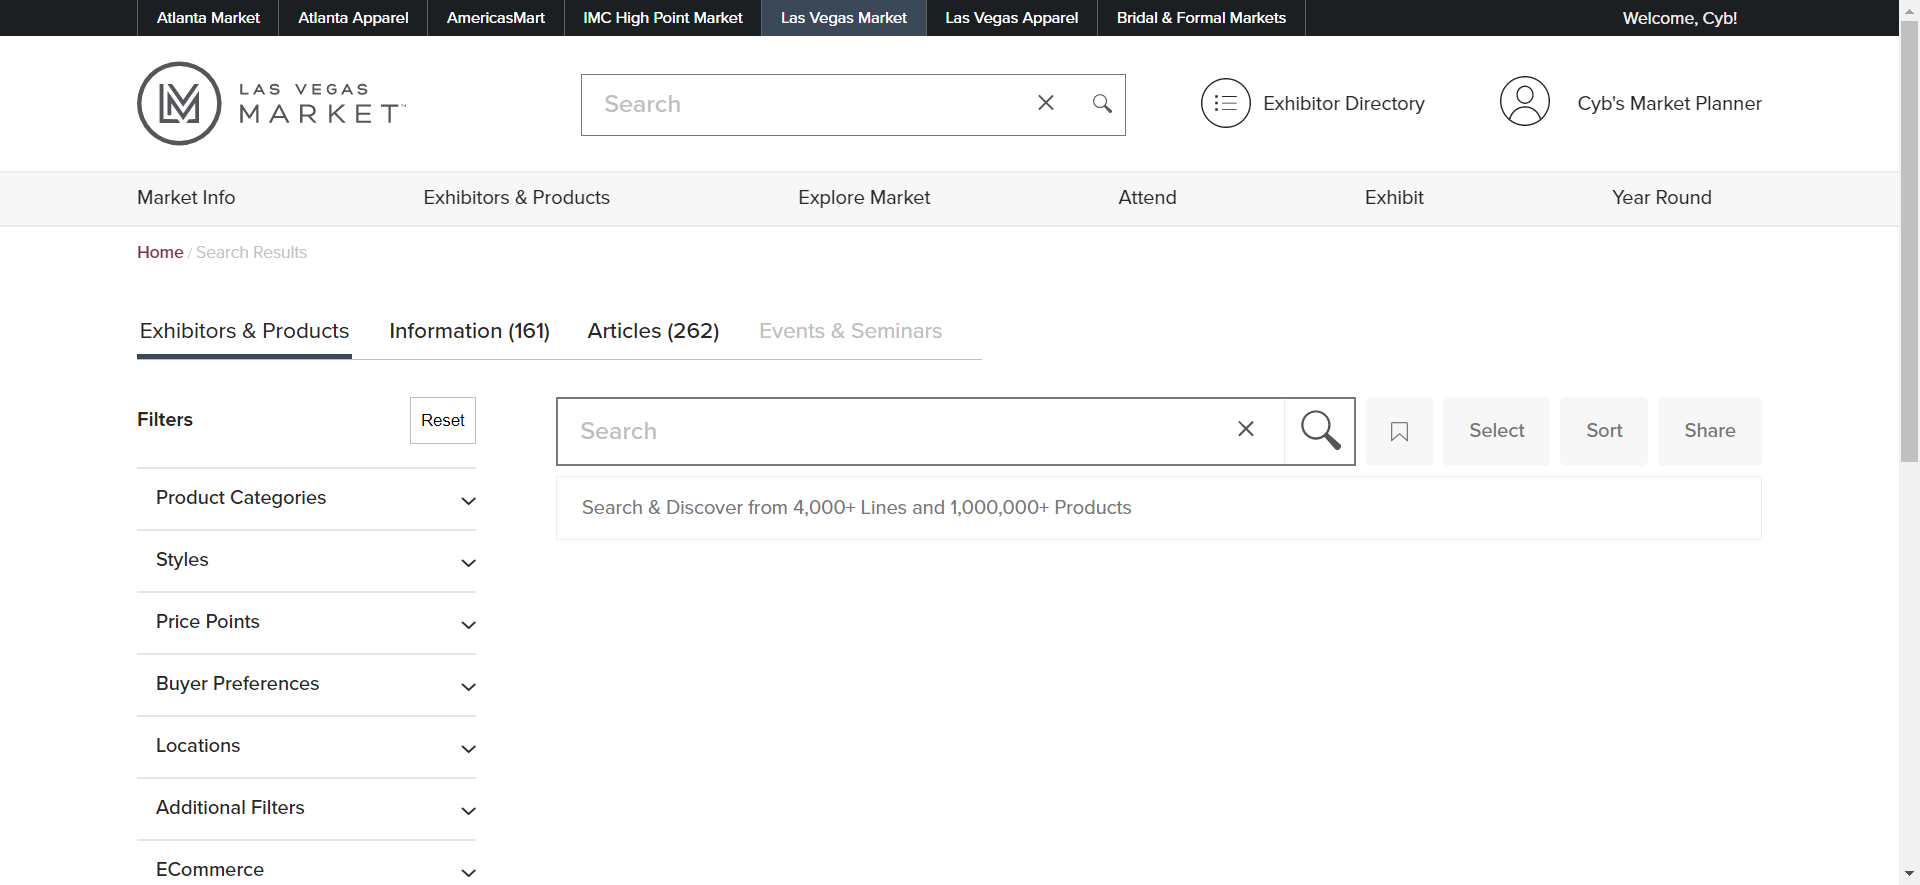 Atlanta Market
Atlanta Apparel
AmericasMart
IMC High Point Market
Las Vegas Market
Las Vegas Apparel
Bridal & Formal Markets
Welcome, Cyb!
LAS VEGAS
MARKET™
Search
Exhibitor Directory
Cyb's Market Planner
Market Info
Exhibitors & Products
Explore Market
Attend
Exhibit
Year Round
Home / Search Results
Exhibitors & Products
Information (161)
Articles (262)
Events & Seminars
Filters
Reset
Search
Select
Sort
Share
Search & Discover from 4,000+ Lines and 1,000,000+ Products
Product Categories
Styles
Price Points
Buyer Preferences
Locations
Additional Filters
ECommerce